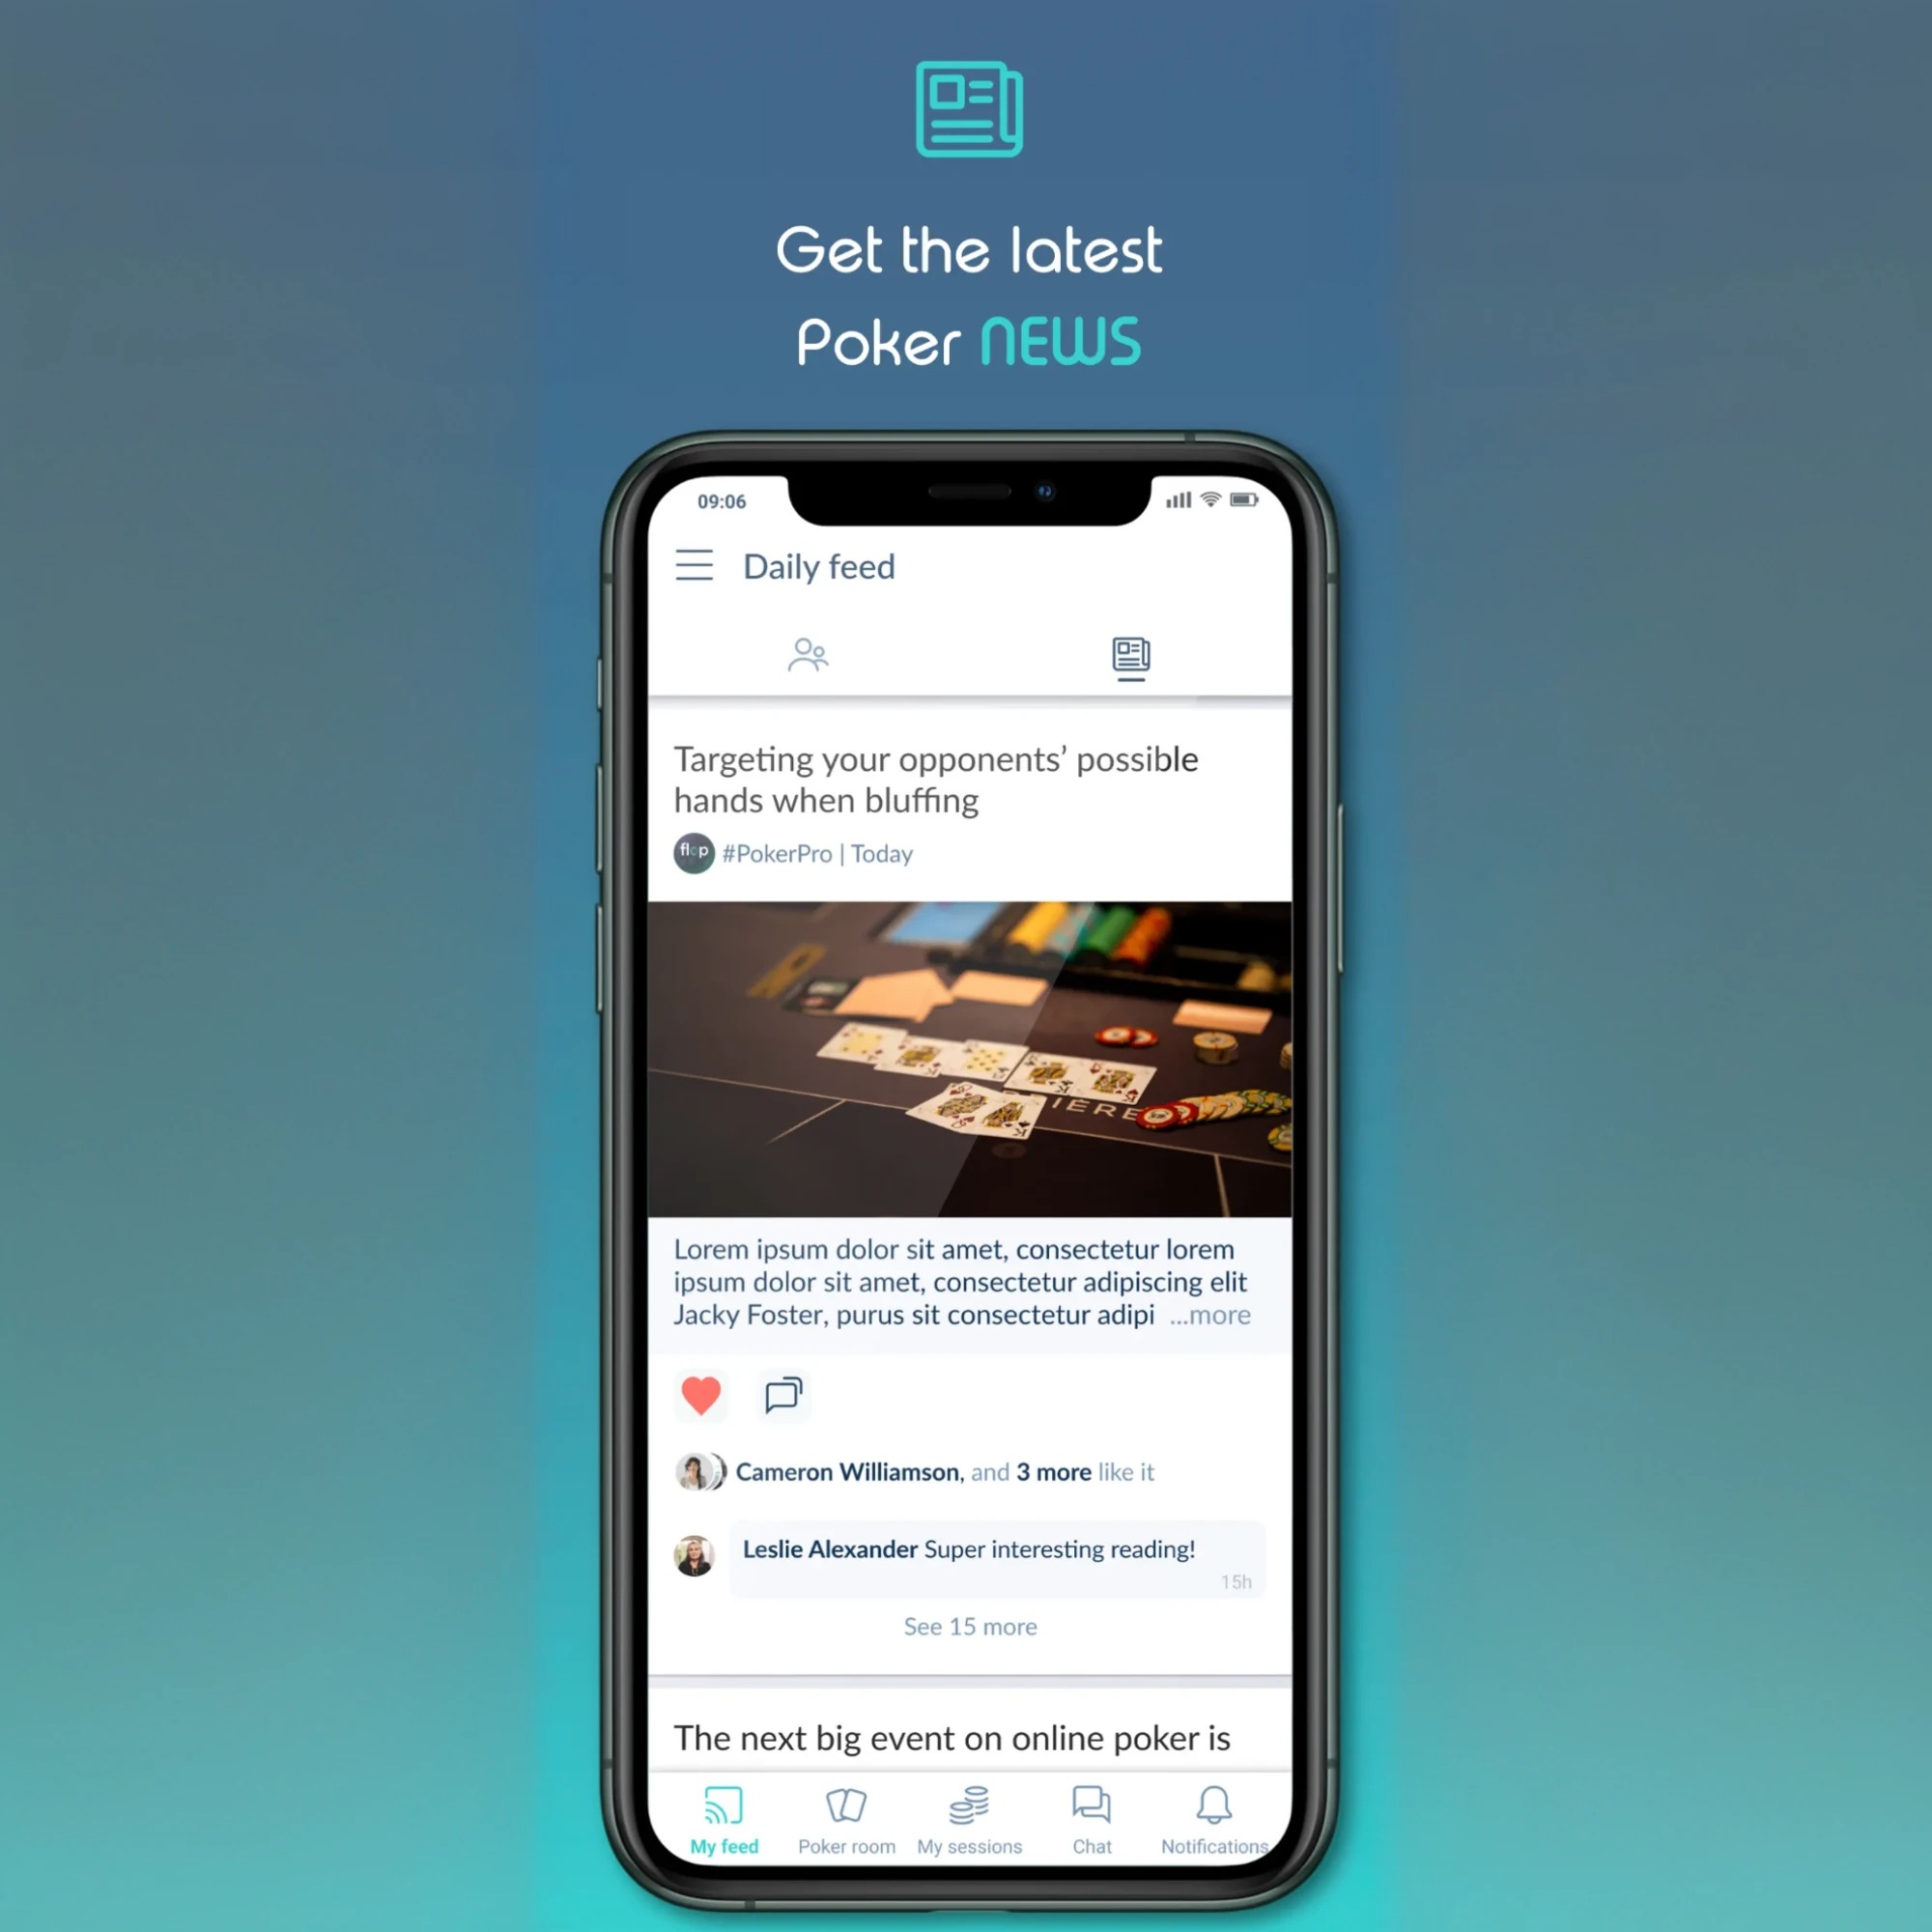 Get the latest
Poker NEWS
09:06
Daily feed
Targeting your opponents’ possible
hands when bluffing
flop #PokerPro | Today
IERE
Lorem ipsum dolor sit amet, consectetur lorem
ipsum dolor sit amet, consectetur adipiscing elit
Jacky Foster, purus sit consectetur adipi ...more
Cameron Williamson, and 3 more like it
Leslie Alexander Super interesting reading!
15h
See 15 more
The next big event on online poker is
My feed Poker room My sessions Chat Notifications